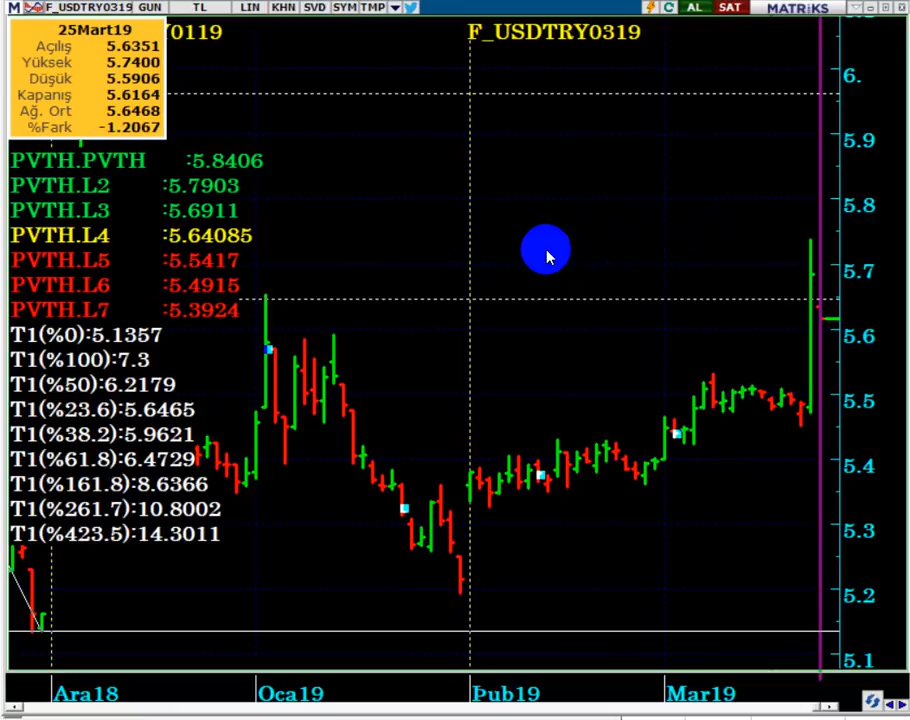 M F_USDTRY0319 GUN TL LIN KHN SVD SYM TMP AL SAT MATRiKS
25Mart19
Açılış 5.6351
Yüksek 5.7400
Düşük 5.5906
Kapanış 5.6164
Ağ. Ort 5.6468
%Fark -1.2067
0119
F_USDTRY0319
PVTH.PVTH :5.8406
PVTH.L2 :5.7903
PVTH.L3 :5.6911
PVTH.L4 :5.64085
PVTH.L5 :5.5417
PVTH.L6 :5.4915
PVTH.L7 :5.3924
T1(%0):5.1357
T1(%100):7.3
T1(%50):6.2179
T1(%23.6):5.6465
T1(%38.2):5.9621
T1(%61.8):6.4729
T1(%161.8):8.6366
T1(%261.7):10.8002
T1(%423.5):14.3011
6.
5.9
5.8
5.7
5.6
5.5
5.4
5.3
5.2
5.1
Ara18 Oca19 Þub19 Mar19